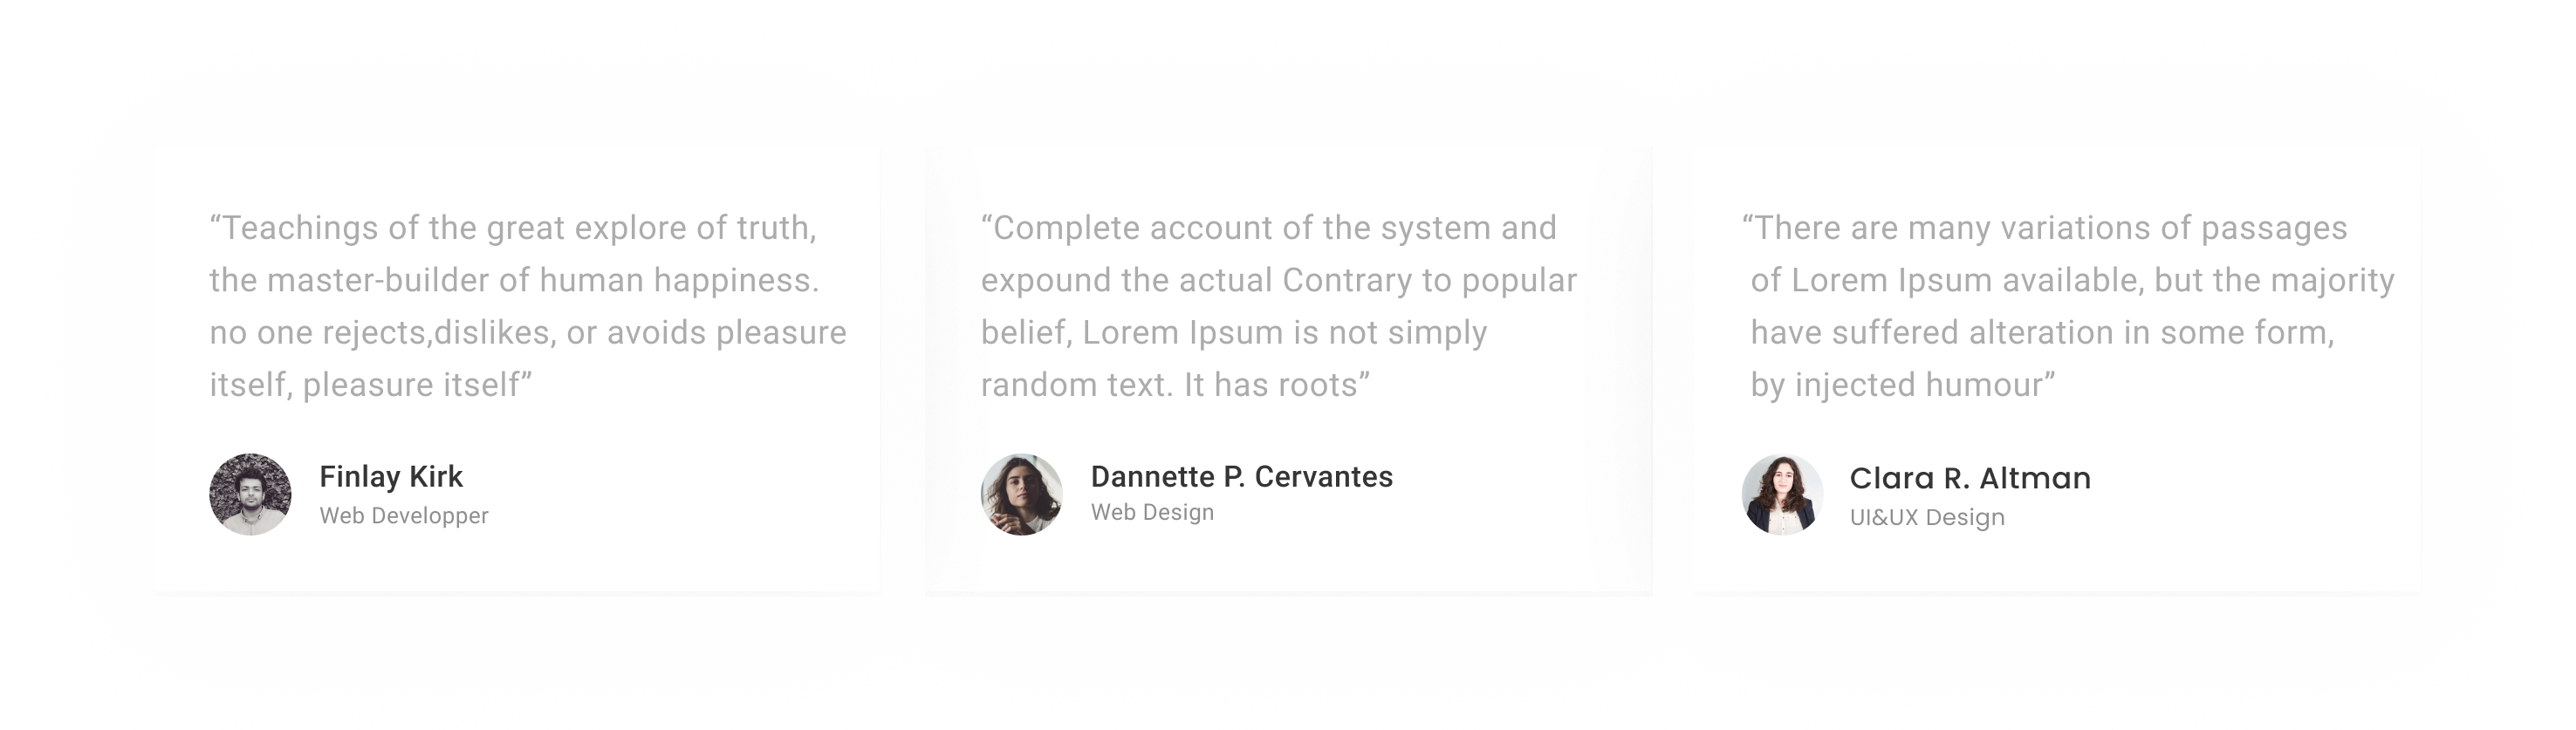 “Teachings of the great explore of truth,
the master-builder of human happiness.
no one rejects,dislikes, or avoids pleasure
itself, pleasure itself”
Finlay Kirk
Web Developper
“Complete account of the system and
expound the actual Contrary to popular
belief, Lorem Ipsum is not simply
random text. It has roots”
Dannette P. Cervantes
Web Design
“There are many variations of passages
of Lorem Ipsum available, but the majority
have suffered alteration in some form,
by injected humour”
Clara R. Altman
UI&UX Design